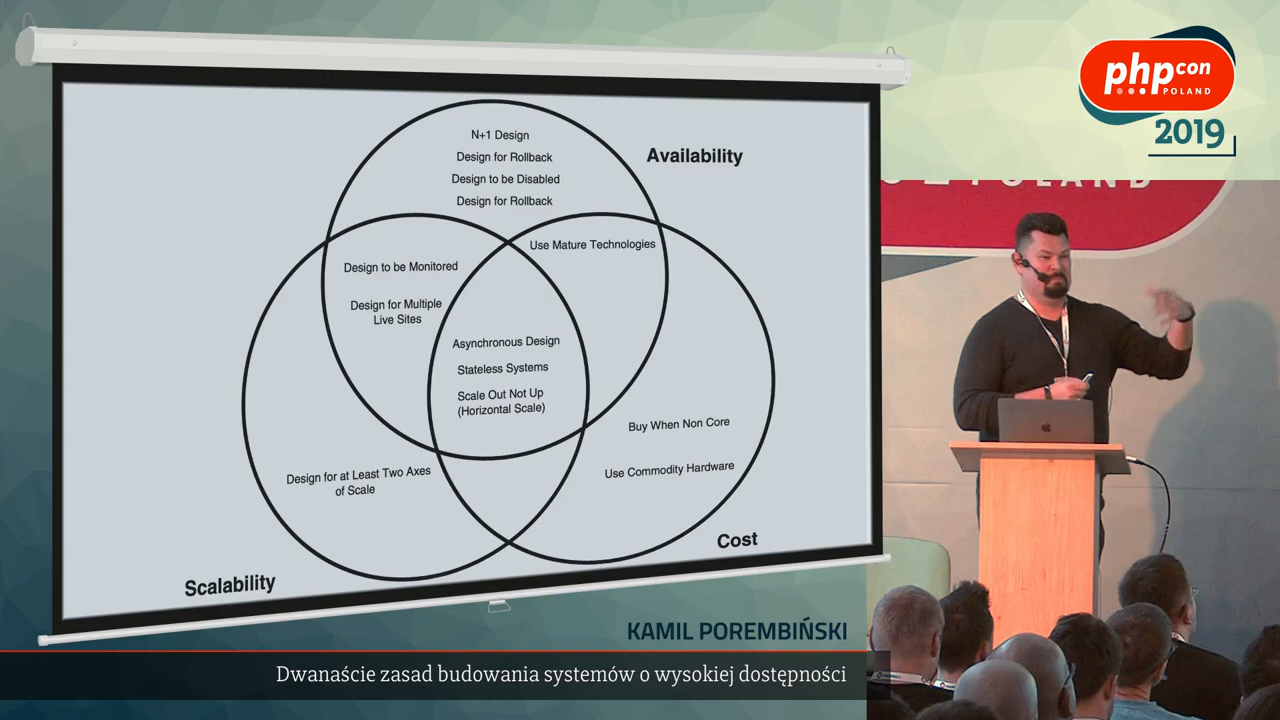 N+1 Design
Design for Rollback
Design to be Disabled
Design for Rollback
Availability
Use Mature Technologies
Design to be Monitored
Design for Multiple
Live Sites
Asynchronous Design
Stateless Systems
Scale Out Not Up
(Horizontal Scale)
Buy When Non Core
Use Commodity Hardware
Design for at Least Two Axes
of Scale
Cost
Scalability
phpcon
POLAND
2019
POLAND
KAMIL POREMBIŃSKI
Dwanaście zasad budowania systemów o wysokiej dostępności